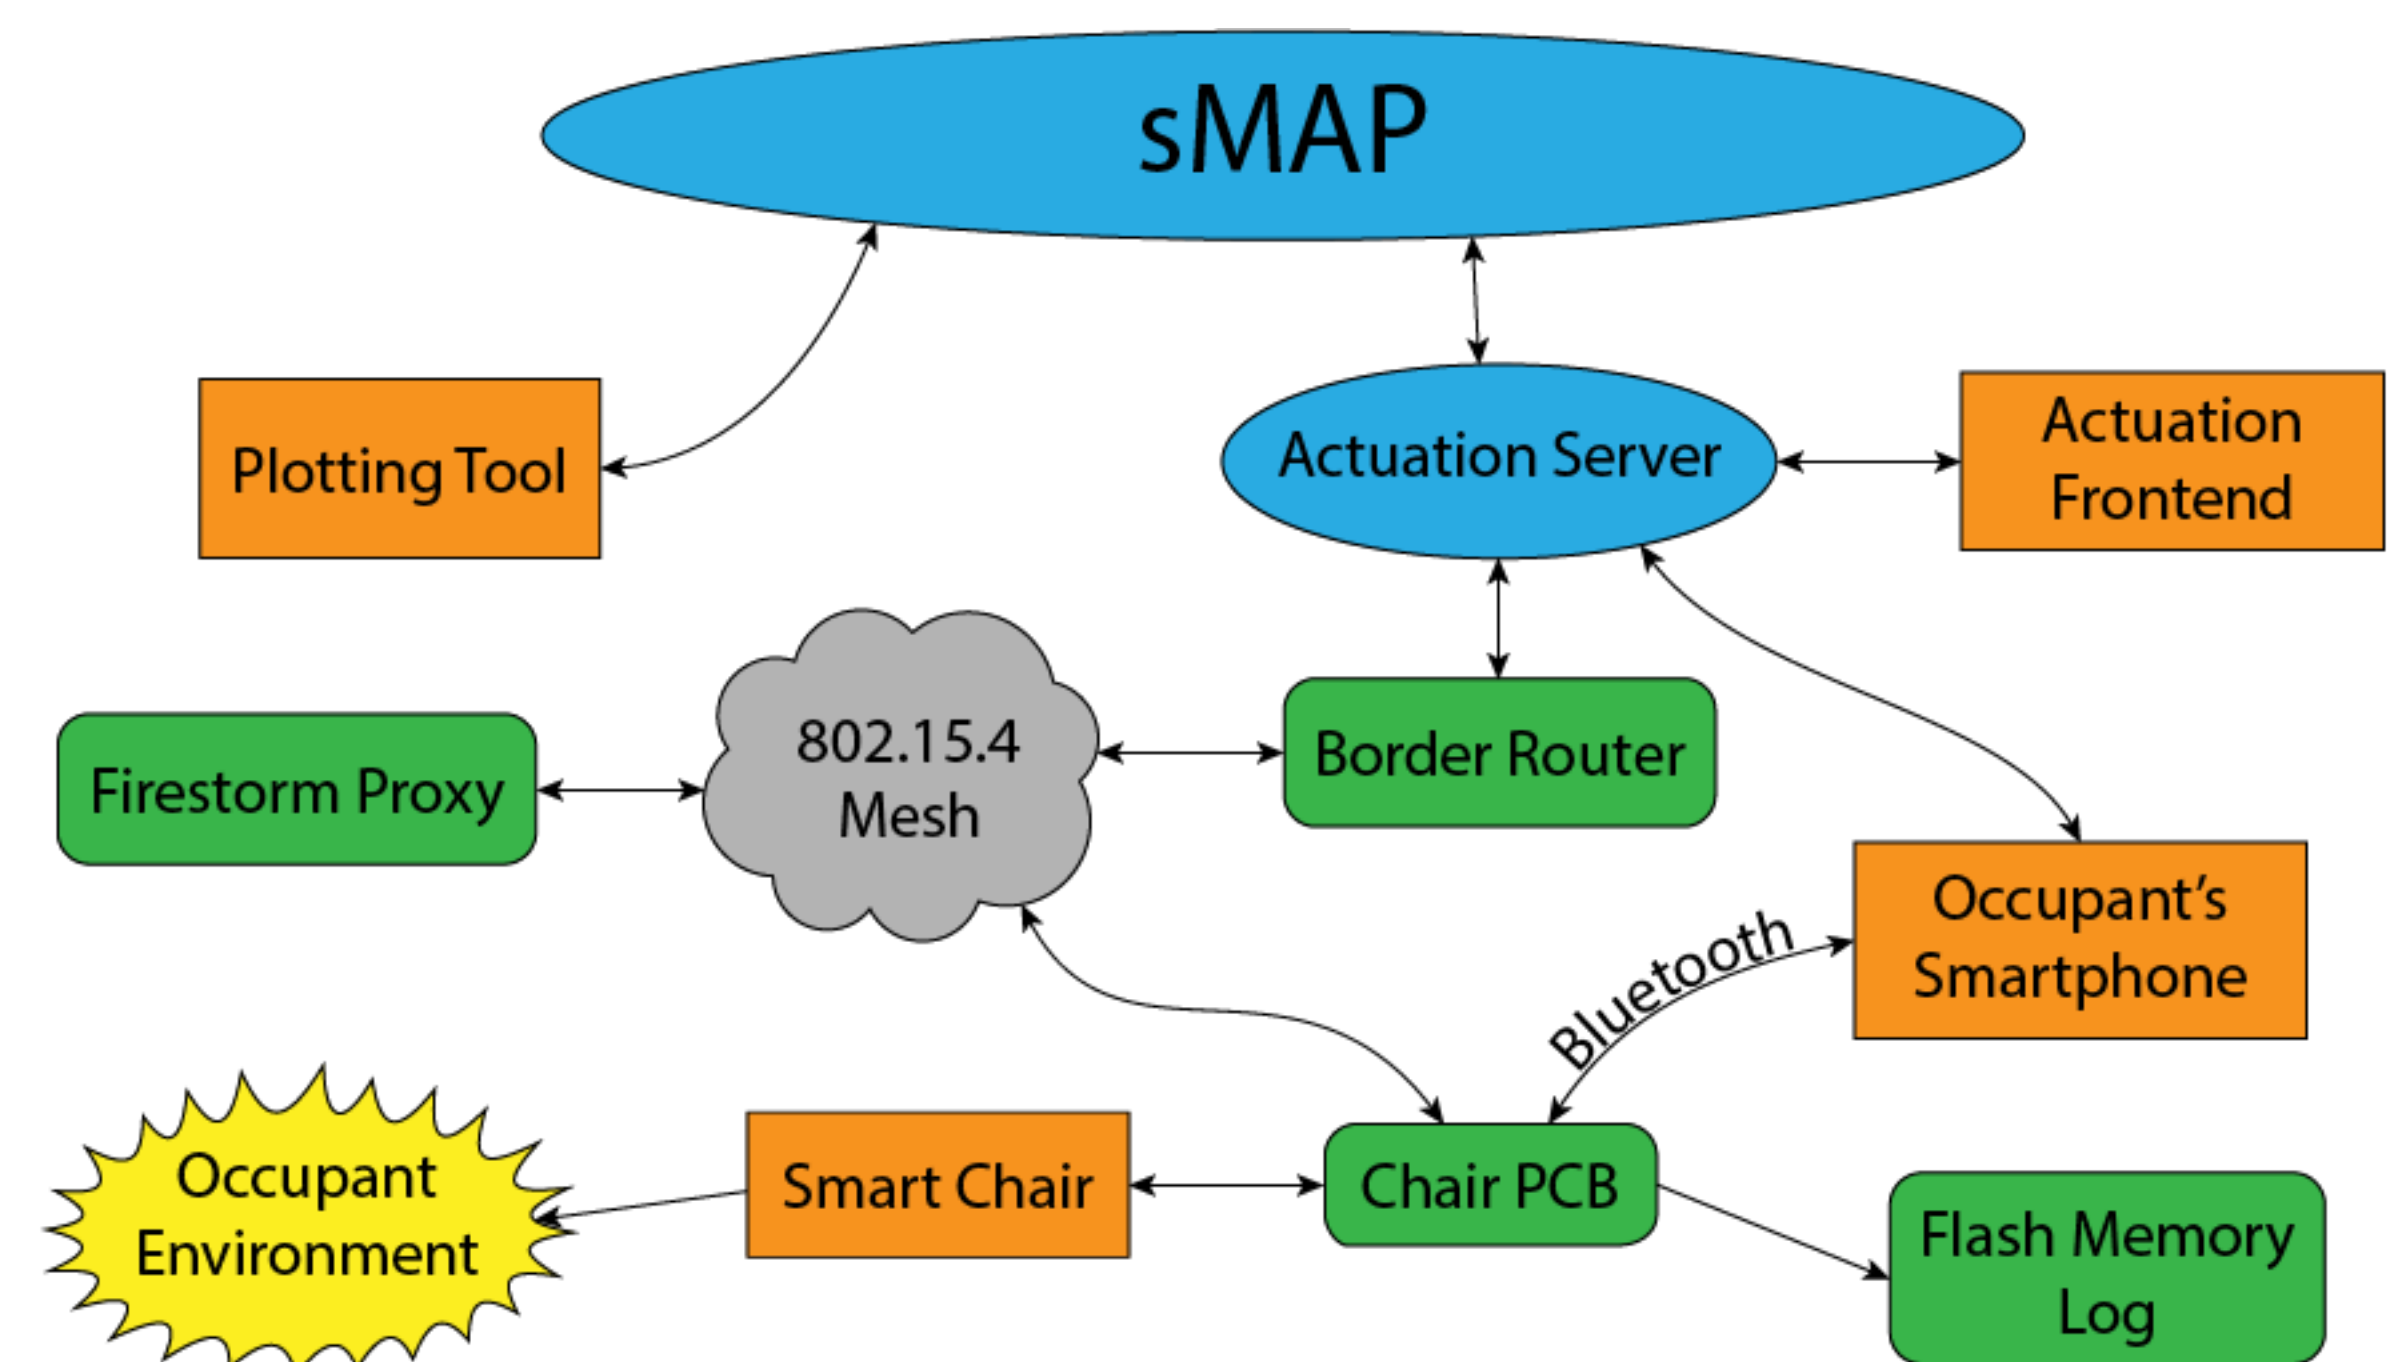 sMAP
Plotting Tool
Actuation Server
Actuation
Frontend
802.15.4
Mesh
Border Router
Firestorm Proxy
Occupant’s
Smartphone
Bluetooth
Occupant
Environment
Smart Chair
Chair PCB
Flash Memory
Log